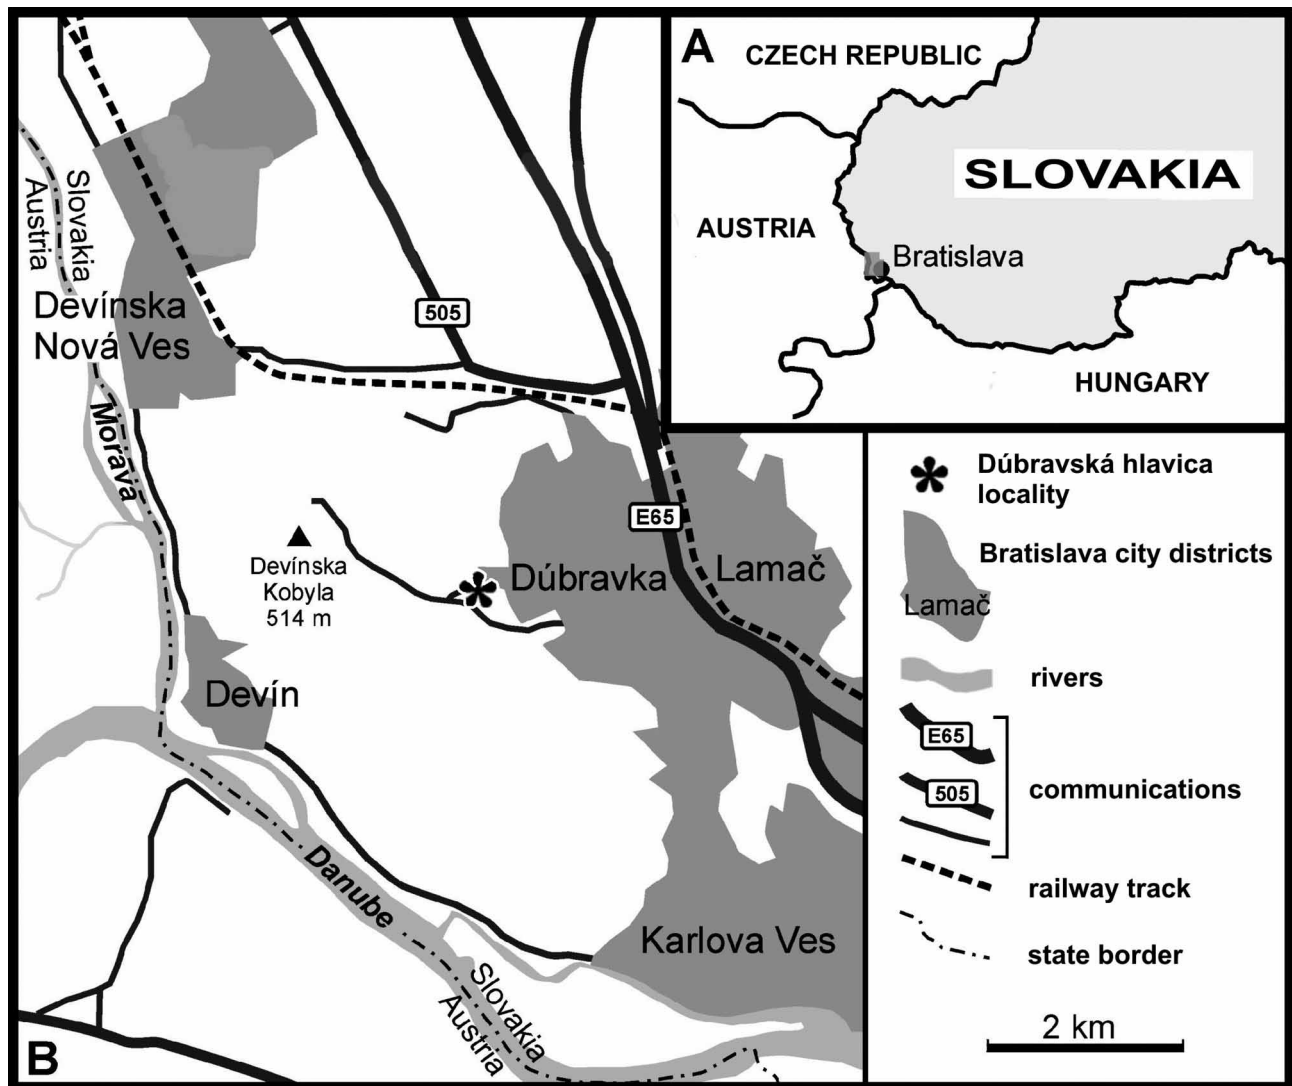 A
CZECH REPUBLIC
SLOVAKIA
AUSTRIA
Bratislava
HUNGARY
Slovakia
Austria
Devínska
Nová Ves
505
Morava
E65
Devínska
Kobyla
514 m
Dúbravka
Lamač
Devín
Danube
Karlova Ves
Slovakia
Austria
B
Dúbravská hlavica
locality
Bratislava city districts
Lamač
rivers
E65
505
communications
railway track
state border
2 km